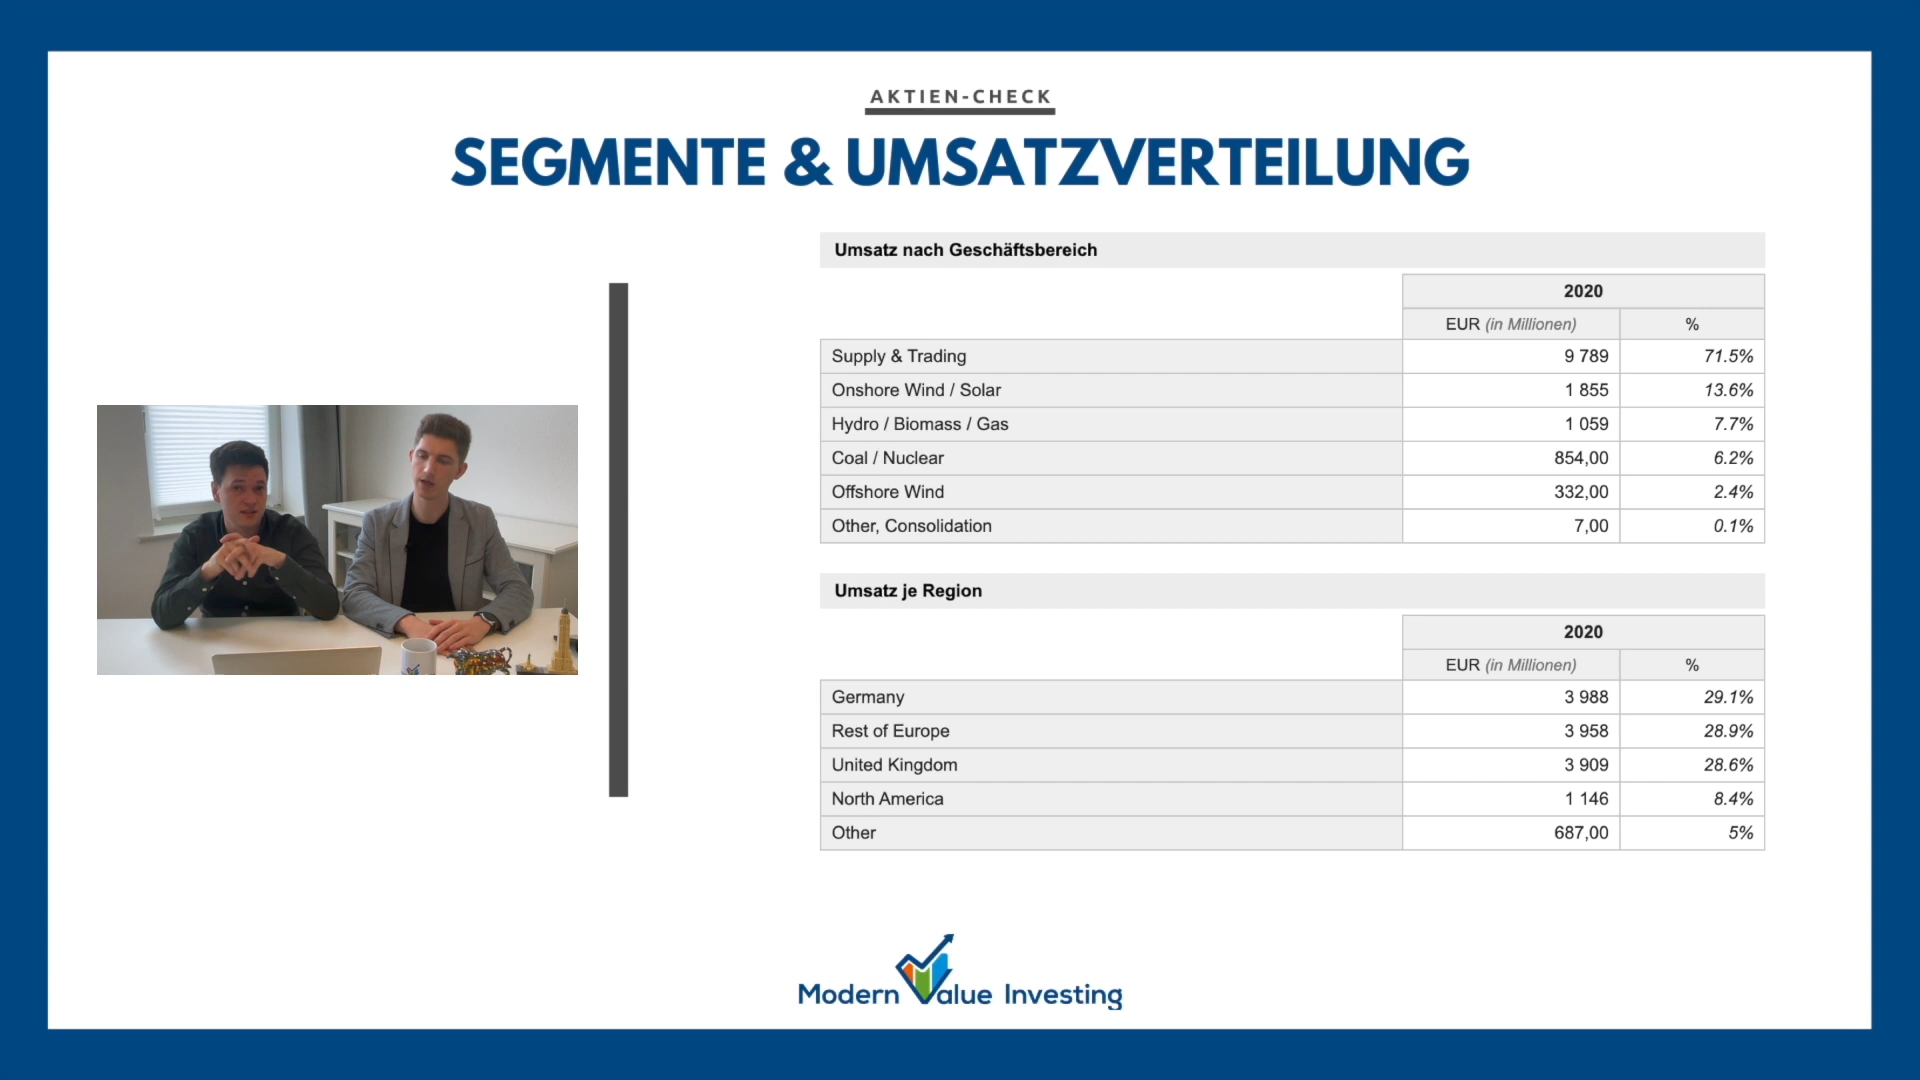 AKTIEN-CHECK
SEGMENTE & UMSATZVERTEILUNG
Umsatz nach Geschäftsbereich
2020
EUR (in Millionen) %
Supply & Trading 9 789 71.5%
Onshore Wind / Solar 1 855 13.6%
Hydro / Biomass / Gas 1 059 7.7%
Coal / Nuclear 854,00 6.2%
Offshore Wind 332,00 2.4%
Other, Consolidation 7,00 0.1%
Umsatz je Region
2020
EUR (in Millionen) %
Germany 3 988 29.1%
Rest of Europe 3 958 28.9%
United Kingdom 3 909 28.6%
North America 1 146 8.4%
Other 687,00 5%
Modern Value Investing